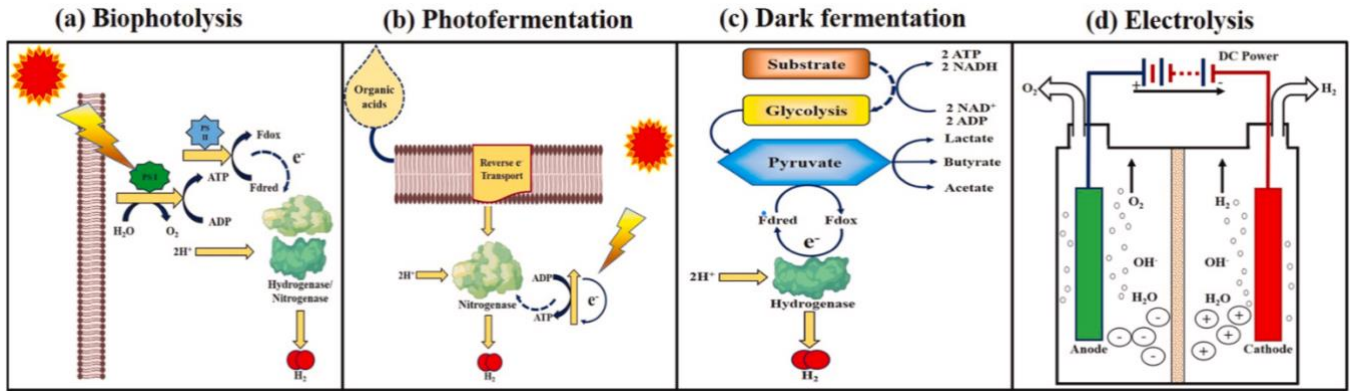 (a) Biophotolysis
PS
II
Fdox
e-
PS I
ATP
Fdred
H₂O
O₂
ADP
2H⁺
Hydrogenase/
Nitrogenase
H₂
(b) Photofermentation
Organic
acids
Reverse e-
Transport
2H⁺
ADP
Nitrogenase
e-
ATP
H₂
(c) Dark fermentation
Substrate
2 ATP
2 NADH
Glycolysis
2 NAD⁺
2 ADP
Lactate
Pyruvate
Butyrate
Acetate
Fdred
Fdox
e-
2H⁺
Hydrogenase
H₂
(d) Electrolysis
DC Power
+
-
O₂
H₂
O₂
H₂
OH-
OH-
H₂O
H₂O
-
-
-
-
+
+
+
+
Anode
Cathode